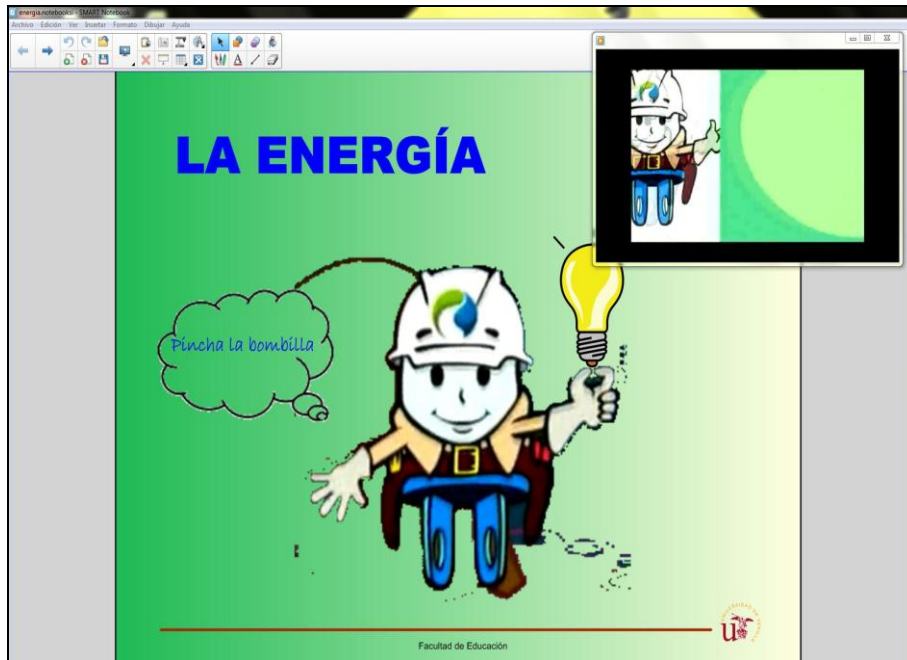 energia.notebook - SMART Notebook
Archivo Edición Ver Insertar Formato Dibujar Ayuda
LA ENERGÍA
Pincha la bombilla
Facultad de Educación